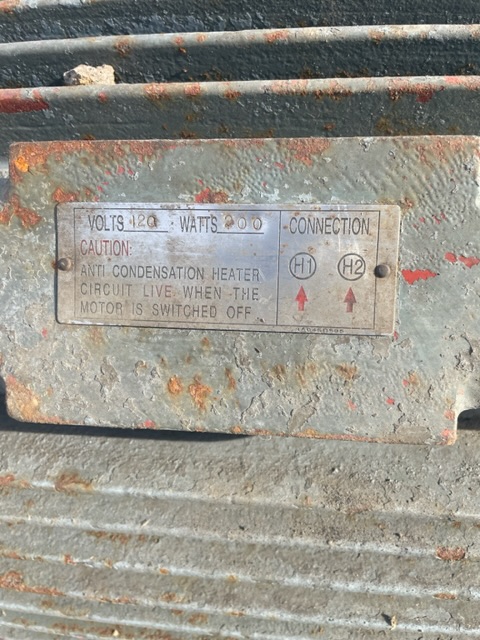 VOLTS 120 WATTS 200 CONNECTION
CAUTION:
ANTI CONDENSATION HEATER
CIRCUIT LIVE WHEN THE
MOTOR IS SWITCHED OFF
H1 H2